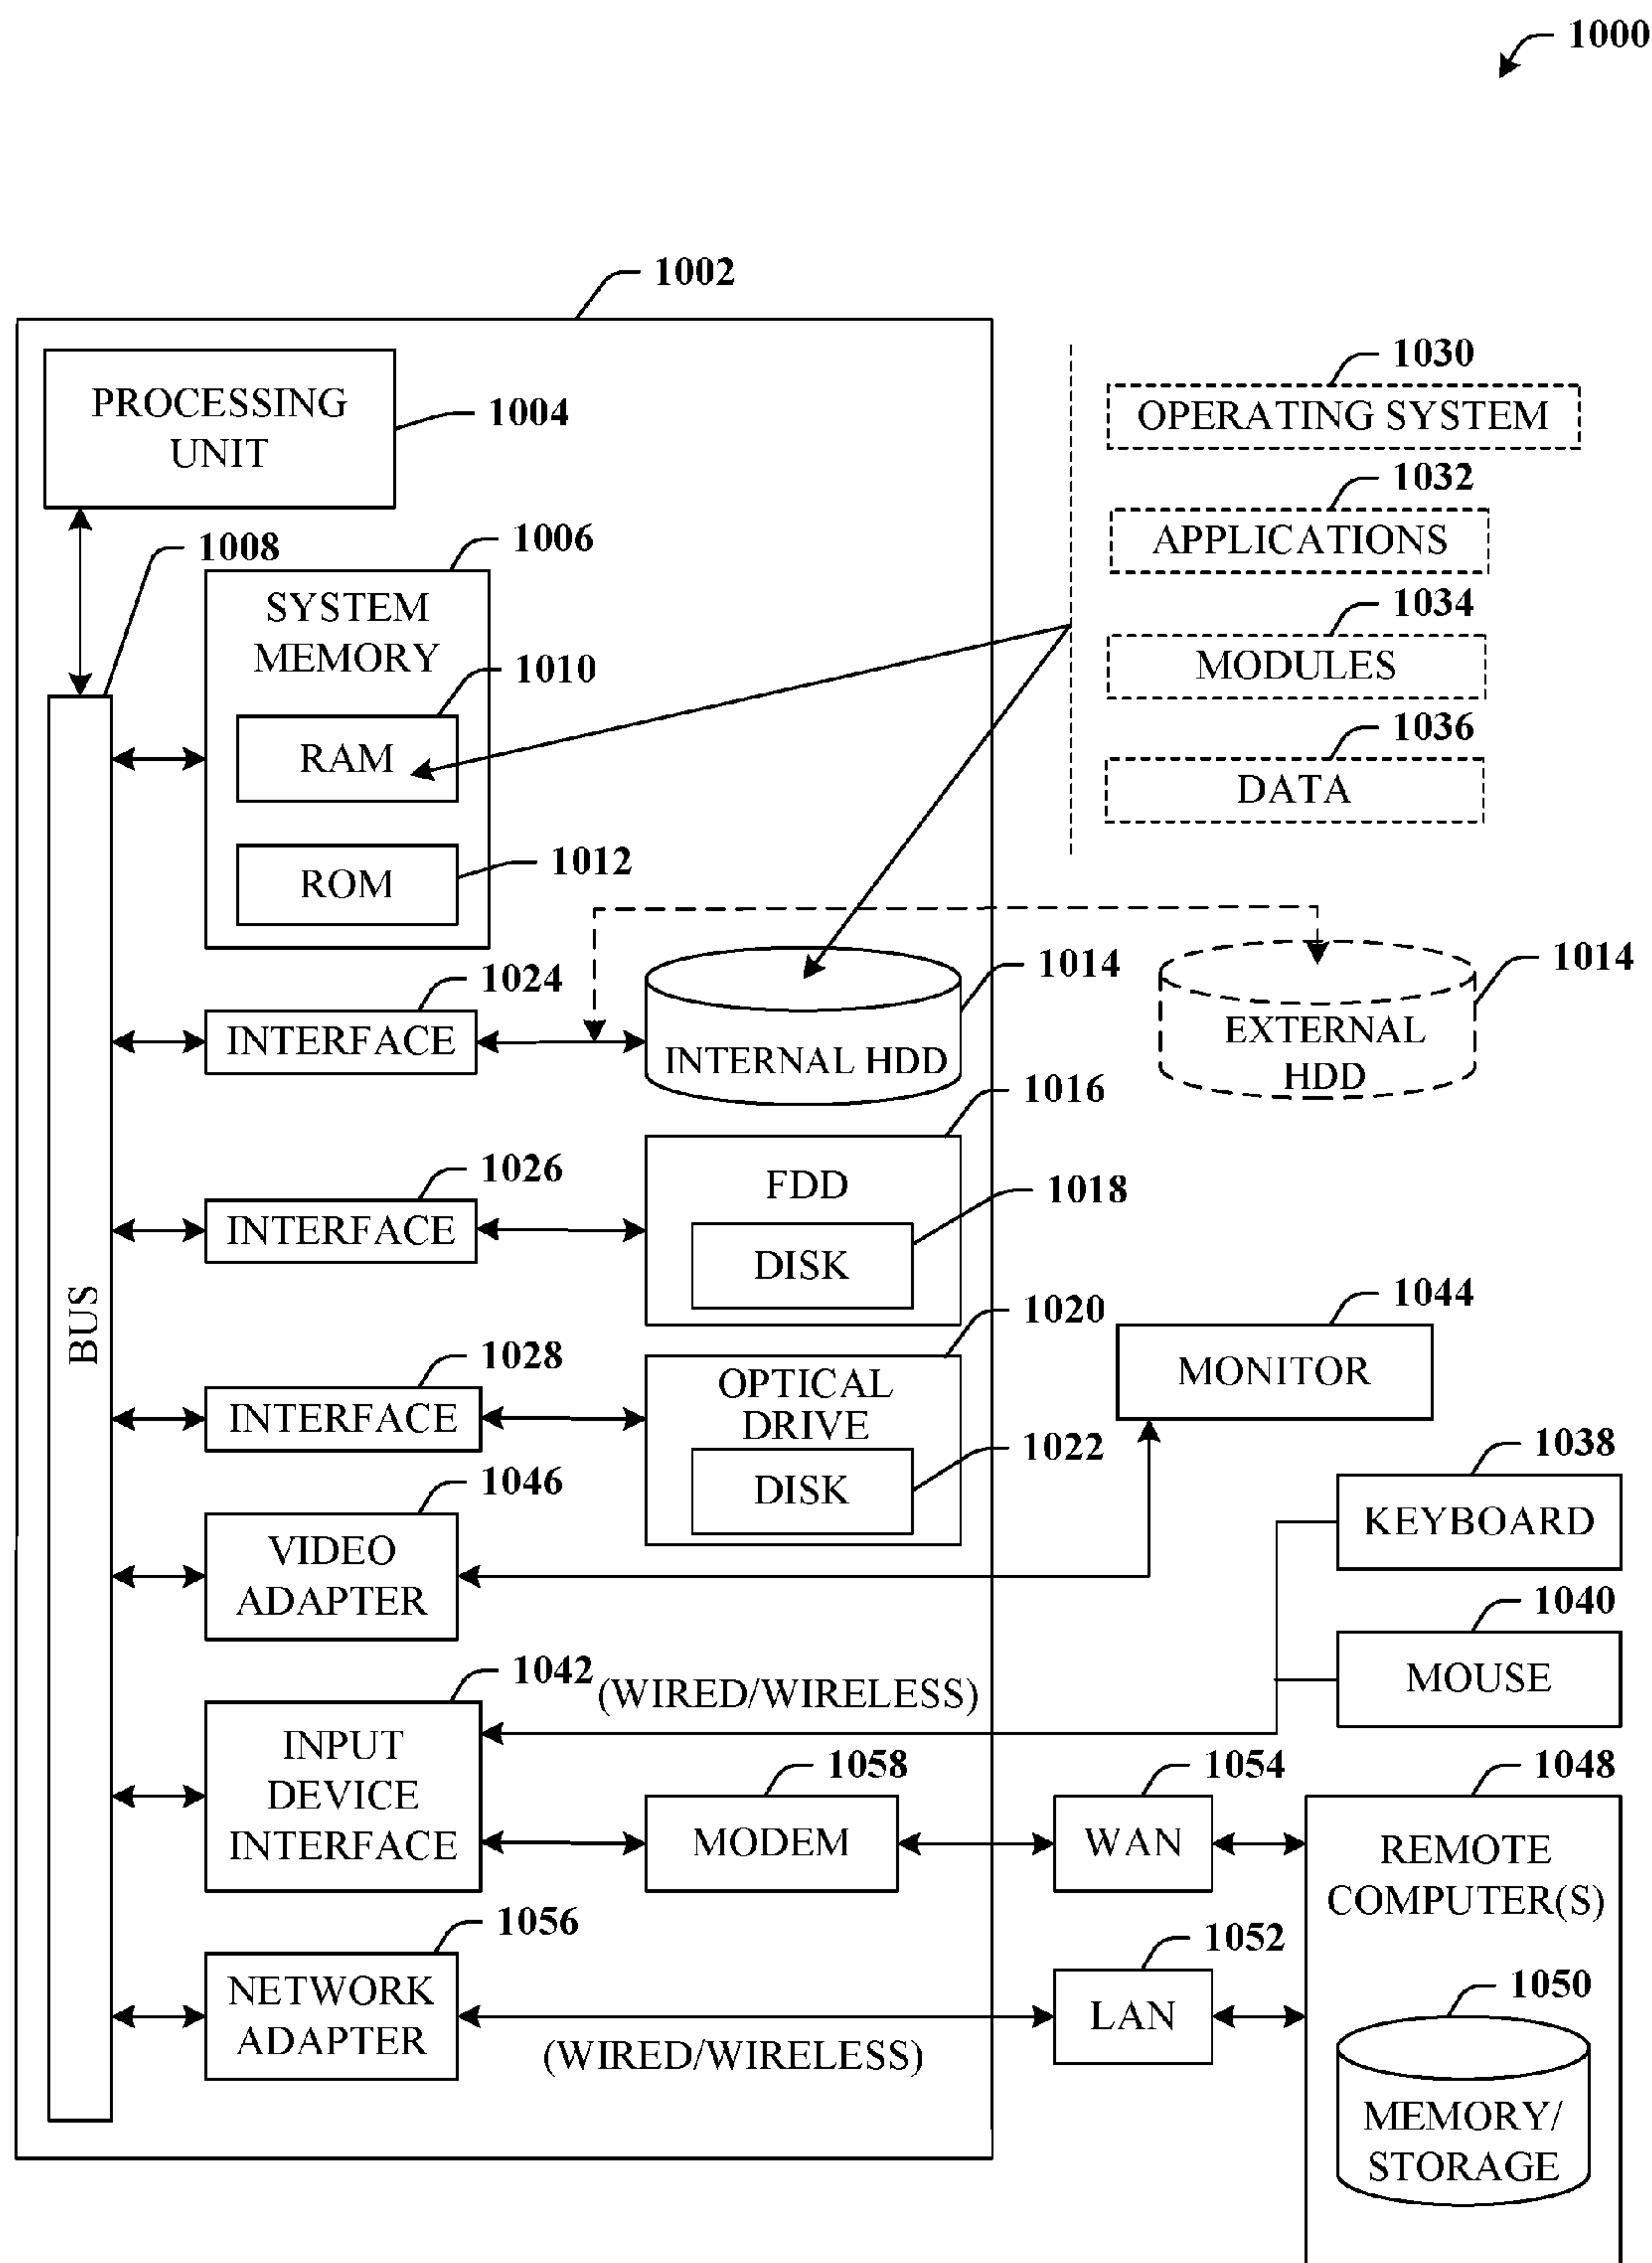 1000
1002
PROCESSING
UNIT
1004
1030
OPERATING SYSTEM
1032
APPLICATIONS
1034
MODULES
1036
DATA
1008
1006
SYSTEM
MEMORY
1010
RAM
1012
ROM
BUS
1024
INTERFACE
1014
INTERNAL HDD
1014
EXTERNAL
HDD
1026
INTERFACE
1016
FDD
1018
DISK
1028
INTERFACE
1020
OPTICAL
DRIVE
1022
DISK
1044
MONITOR
1046
VIDEO
ADAPTER
1038
KEYBOARD
1040
MOUSE
1042
(WIRED/WIRELESS)
INPUT
DEVICE
INTERFACE
1058
MODEM
1054
WAN
1048
REMOTE
COMPUTER(S)
1056
NETWORK
ADAPTER
(WIRED/WIRELESS)
1052
LAN
1050
MEMORY/
STORAGE